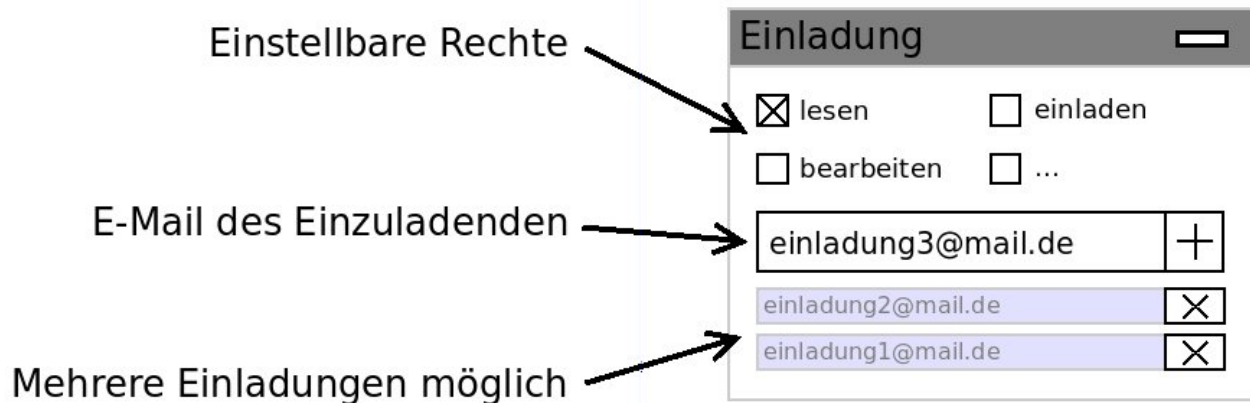 Einstellbare Rechte
E-Mail des Einzuladenden
Mehrere Einladungen möglich
Einladung
lesen
einladen
bearbeiten
...
einladung3@mail.de
einladung2@mail.de
einladung1@mail.de